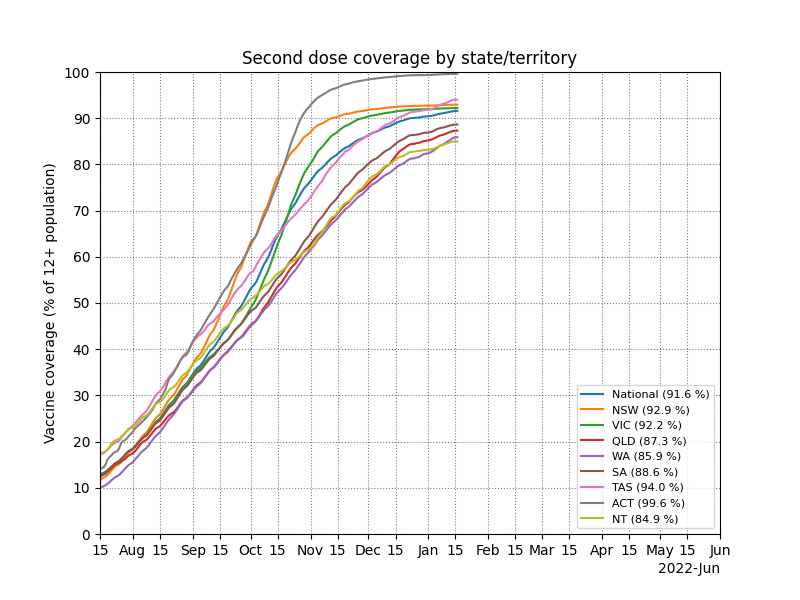 Second dose coverage by state/territory
Vaccine coverage (% of 12+ population)
100
90
80
70
60
50
40
30
20
10
0
National (91.6 %)
NSW (92.9 %)
VIC (92.2 %)
QLD (87.3 %)
WA (85.9 %)
SA (88.6 %)
TAS (94.0 %)
ACT (99.6 %)
NT (84.9 %)
15 Aug 15 Sep 15 Oct 15 Nov 15 Dec 15 Jan 15 Feb 15 Mar 15 Apr 15 May 15 Jun
2022-Jun